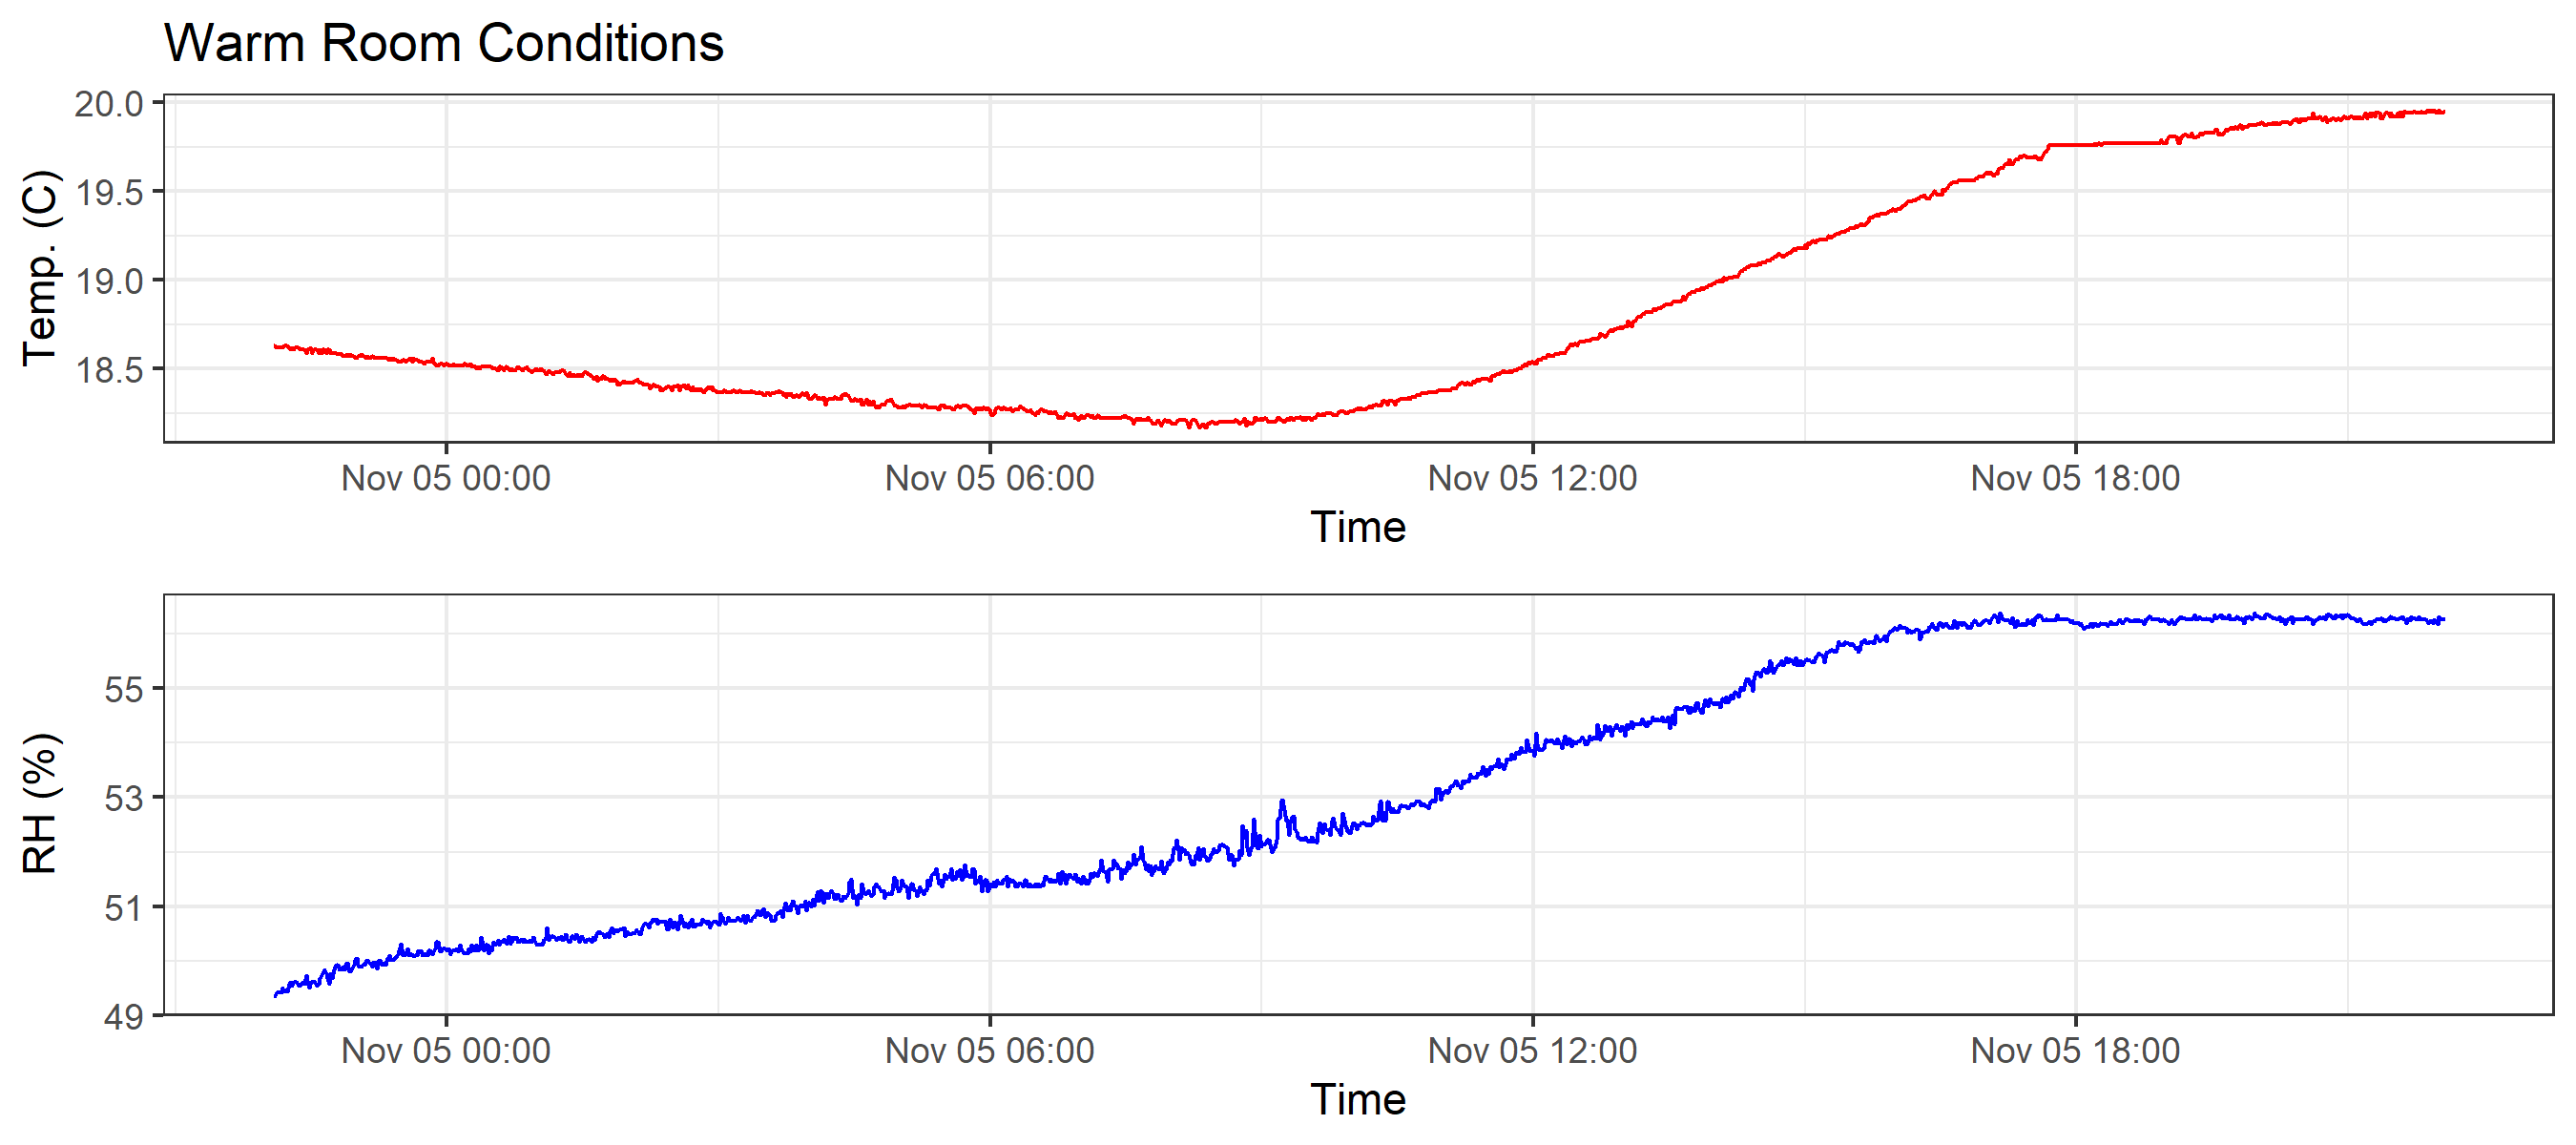 Warm Room Conditions
20.0
19.5
19.0
18.5
Temp. (C)
Nov 05 00:00 Nov 05 06:00 Nov 05 12:00 Nov 05 18:00
Time
55
53
51
49
RH (%)
Nov 05 00:00 Nov 05 06:00 Nov 05 12:00 Nov 05 18:00
Time